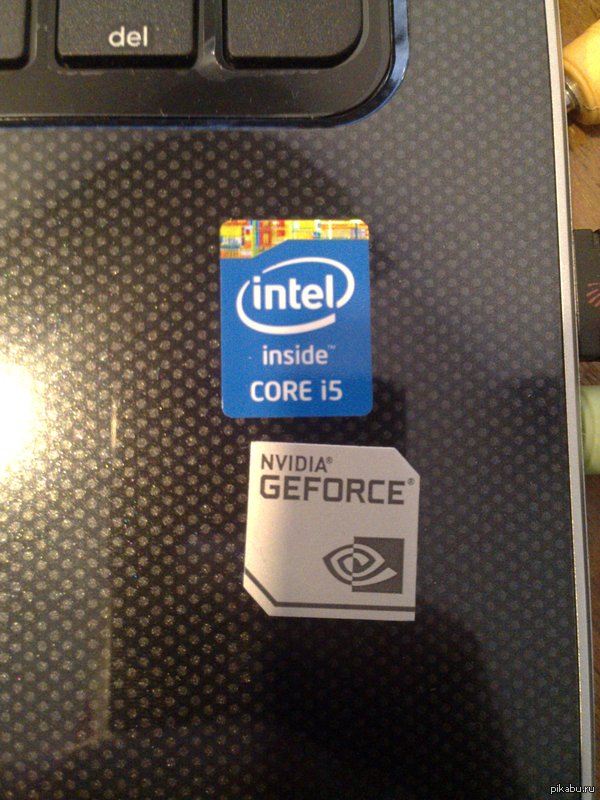 del
intel
inside™
CORE i5
NVIDIA®
GEFORCE®
pikabu.ru